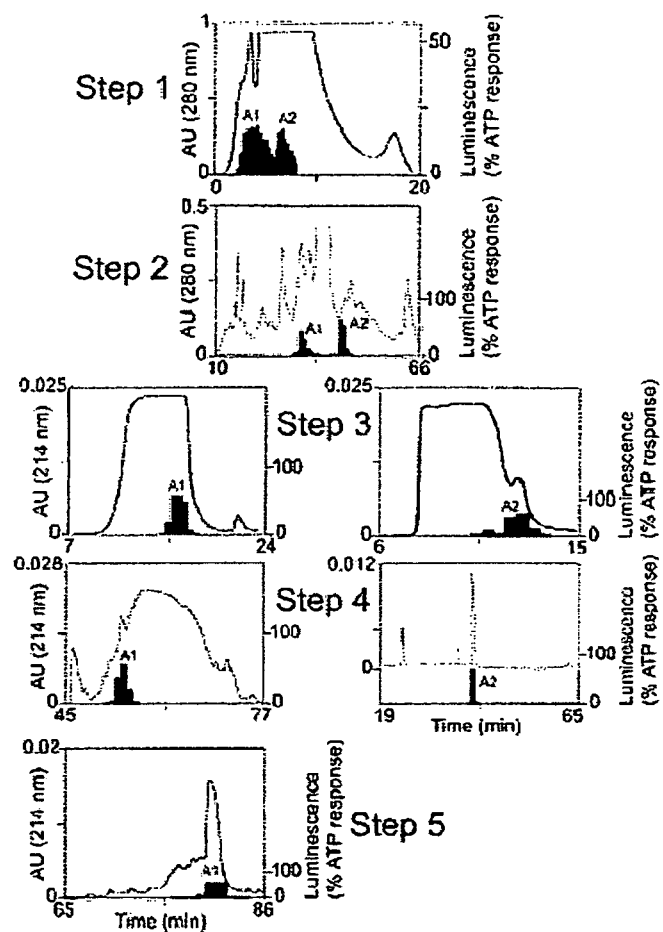 Step 1
AU (280 nm)
1
0
A1
A2
50
0
Luminescence
(% ATP response)
0
20
Step 2
AU (280 nm)
0.5
0
A1
A2
100
0
Luminescence
(% ATP response)
10
66
Step 3
AU (214 nm)
0.025
0
A1
100
0
7
24
0.025
0
A2
100
0
Luminescence
(% ATP response)
6
15
Step 4
AU (214 nm)
0.028
0
A1
100
0
45
77
0.012
0
A2
100
0
Luminescence
(% ATP response)
19
65
Time (min)
Step 5
AU (214 nm)
0.02
0
A1
100
0
Luminescence
(% ATP response)
65
86
Time (min)